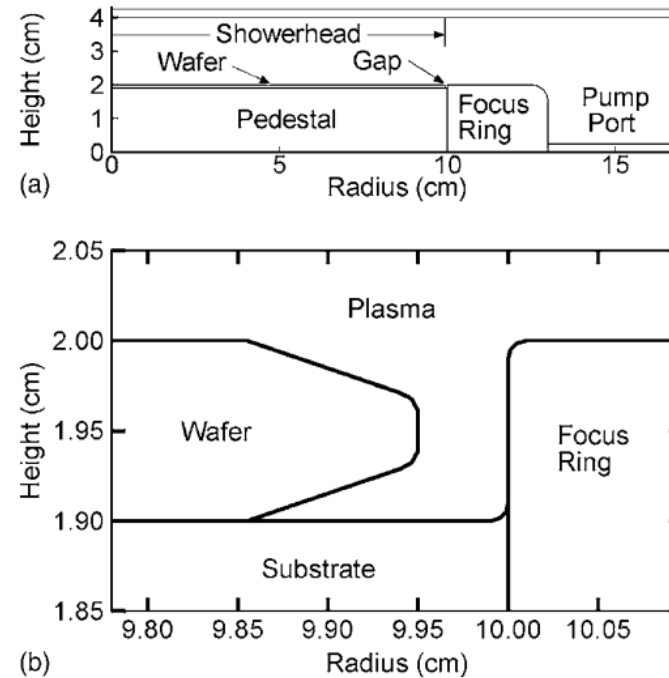 4
3
2
1
0
Height (cm)
Showerhead
Wafer
Gap
Pedestal
Focus
Ring
Pump
Port
0
5
10
15
Radius (cm)
(a)
2.05
2.00
1.95
1.90
1.85
Height (cm)
Plasma
Wafer
Focus
Ring
Substrate
9.80
9.85
9.90
9.95
10.00
10.05
Radius (cm)
(b)